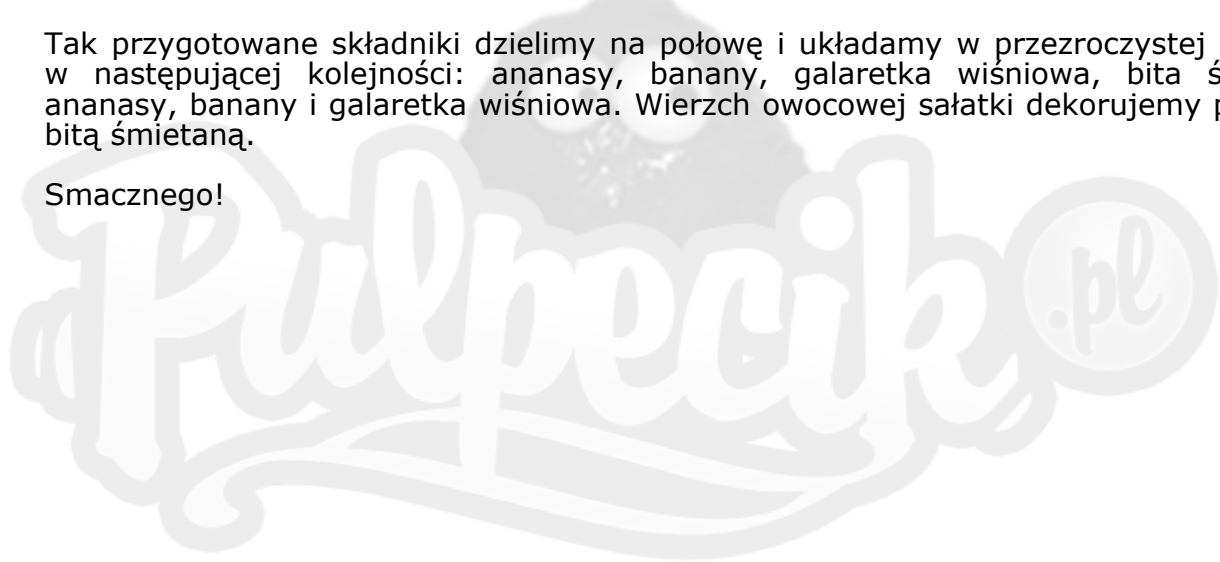 Tak przygotowane składniki dzielimy na połowę i układamy w przezroczystej
w następującej kolejności: ananasy, banany, galaretka wiśniowa, bita
ananasy, banany i galaretka wiśniowa. Wierzch owocowej sałatki dekorujemy
bitą śmietaną.
Smacznego!
Pulpecik.pl